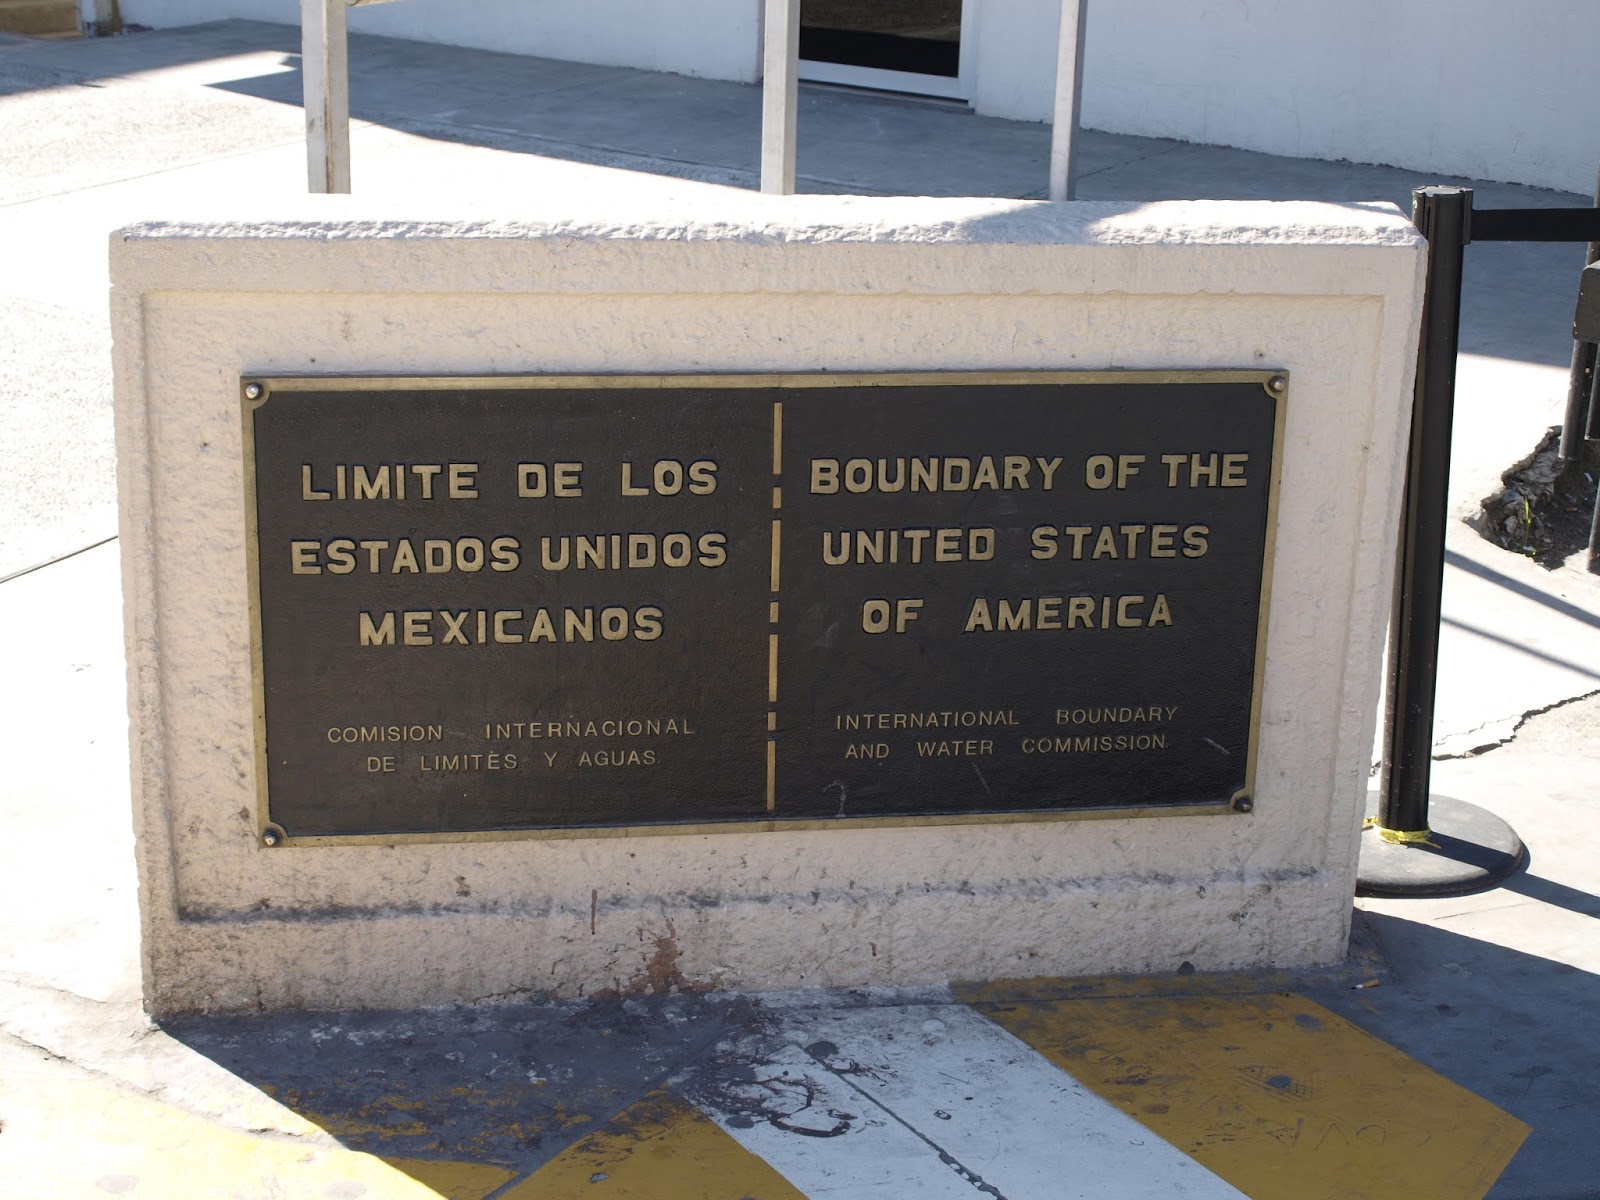 LIMITE DE LOS
ESTADOS UNIDOS
MEXICANOS
COMISION INTERNACIONAL
DE LIMITES Y AGUAS.
BOUNDARY OF THE
UNITED STATES
OF AMERICA
INTERNATIONAL BOUNDARY
AND WATER COMMISSION.